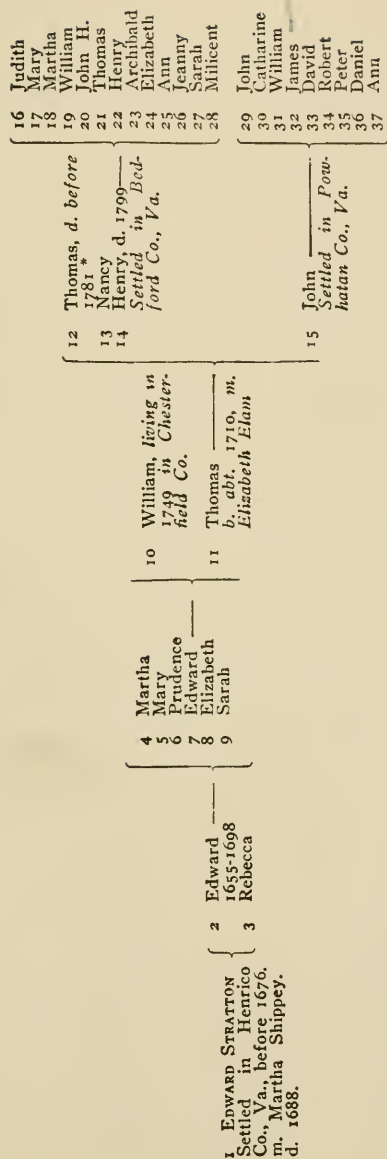 1 EDWARD STRATTON
Settled in Henrico
Co., Va., before 1676.
m. Martha Shippey.
d. 1688.
2 Edward
1655-1698
3 Rebecca
4 Martha
5 Mary
6 Prudence
7 Edward
8 Elizabeth
9 Sarah
10 William, living in
1749 in Chester-
field Co.
11 Thomas
b. abt. 1710, m.
Elizabeth Elam
12 Thomas, d. before
1781 *
13 Nancy
14 Henry, d. 1799
Settled in Bed-
ford Co., Va.
15 John
Settled in Pow-
hatan Co., Va.
16 Judith
17 Mary
18 Martha
19 William
20 John H.
21 Thomas
22 Henry
23 Archibald
24 Elizabeth
25 Ann
26 Jeanny
27 Sarah
28 Milicent
29 John
30 Catharine
31 William
32 James
33 David
34 Robert
35 Peter
36 Daniel
37 Ann